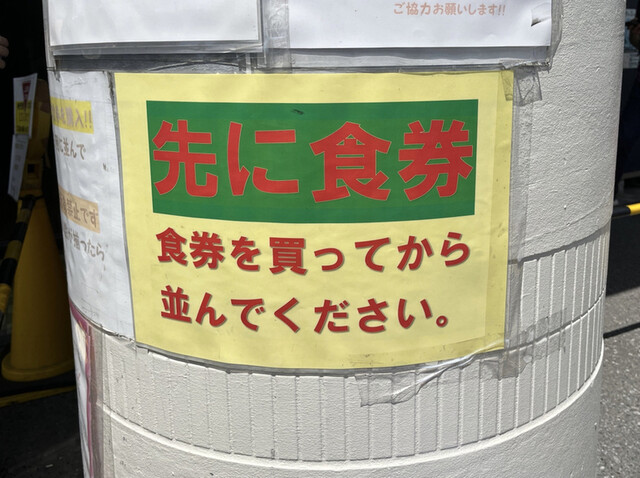 ご協力お願いします!!
先に食券
食券を買ってから
並んでください。